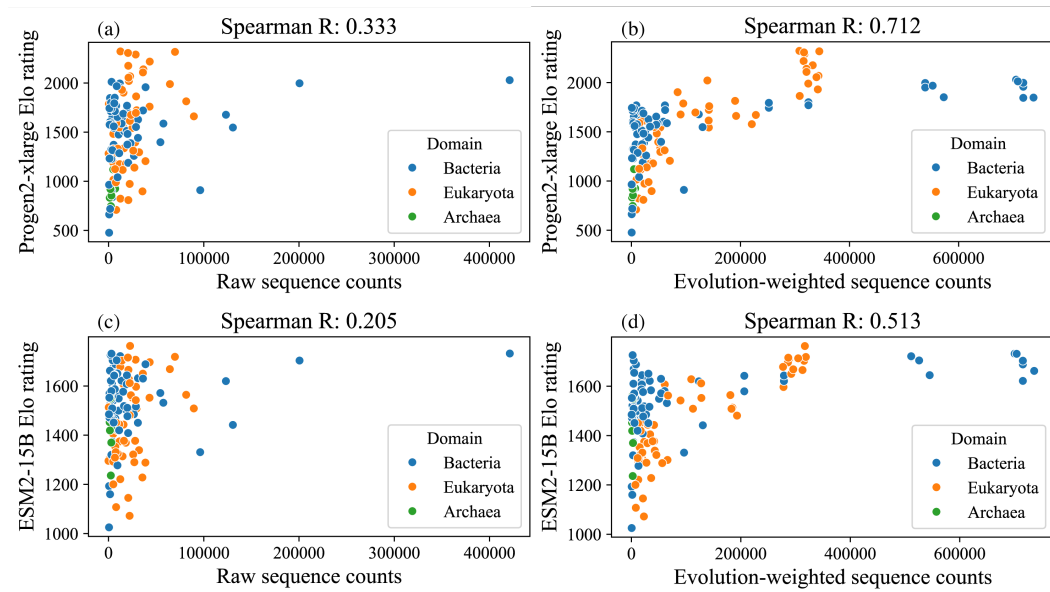 (a) Spearman R: 0.333
Progen2-xlarge Elo rating
2000
1500
1000
500
Domain
Bacteria
Eukaryota
Archaea
0 100000 200000 300000 400000
Raw sequence counts
(b) Spearman R: 0.712
Progen2-xlarge Elo rating
2000
1500
1000
500
Domain
Bacteria
Eukaryota
Archaea
0 200000 400000 600000
Evolution-weighted sequence counts
(c) Spearman R: 0.205
ESM2-15B Elo rating
1600
1400
1200
1000
Domain
Bacteria
Eukaryota
Archaea
0 100000 200000 300000 400000
Raw sequence counts
(d) Spearman R: 0.513
ESM2-15B Elo rating
1600
1400
1200
1000
Domain
Bacteria
Eukaryota
Archaea
0 200000 400000 600000
Evolution-weighted sequence counts